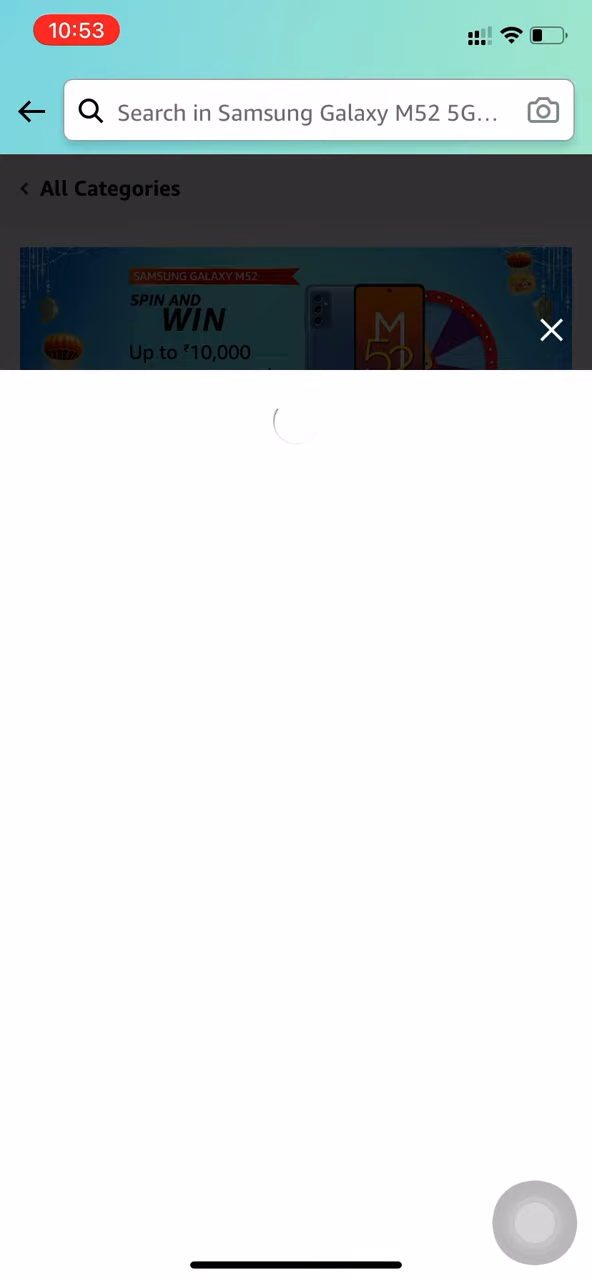 10:53
Search in Samsung Galaxy M52 5G...
All Categories
SAMSUNG GALAXY M52
SPIN AND
WIN
Up to ₹10,000
M
52